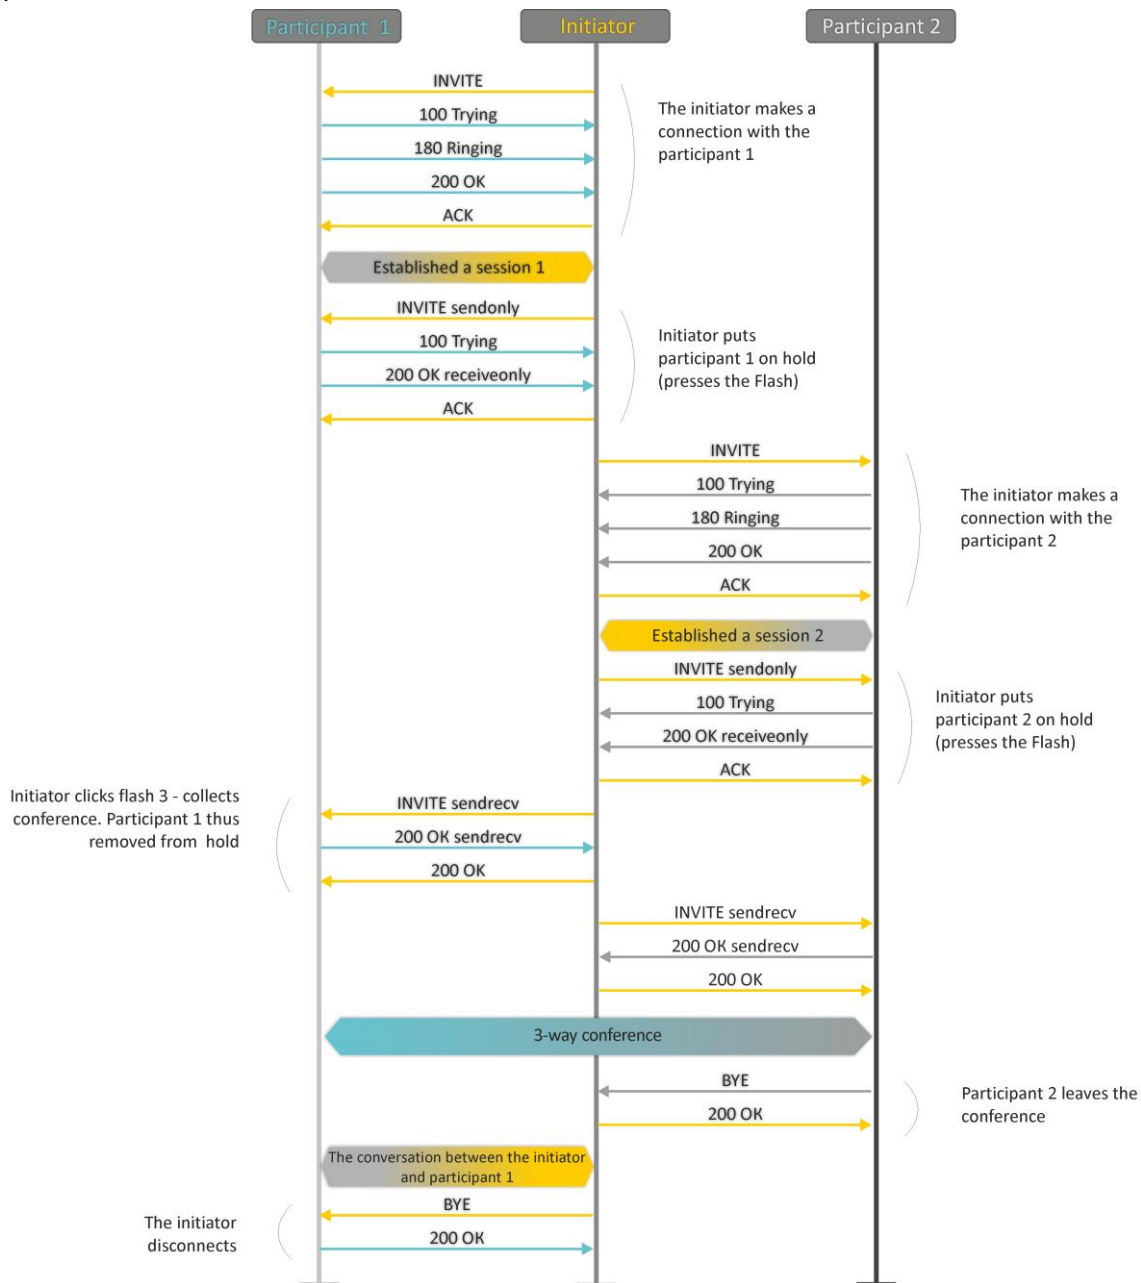 Participant 1
Initiator
Participant 2
INVITE
100 Trying
180 Ringing
200 OK
ACK
The initiator makes a
connection with the
participant 1
Established a session 1
INVITE sendonly
100 Trying
200 OK receiveonly
ACK
Initiator puts
participant 1 on hold
(presses the Flash)
INVITE
100 Trying
180 Ringing
200 OK
ACK
The initiator makes a
connection with the
participant 2
Established a session 2
INVITE sendonly
100 Trying
200 OK receiveonly
ACK
Initiator puts
participant 2 on hold
(presses the Flash)
Initiator clicks flash 3 - collects
conference. Participant 1 thus
removed from hold
INVITE sendrecv
200 OK sendrecv
200 OK
INVITE sendrecv
200 OK sendrecv
200 OK
3-way conference
BYE
200 OK
Participant 2 leaves the
conference
The conversation between the initiator
and participant 1
BYE
200 OK
The initiator
disconnects